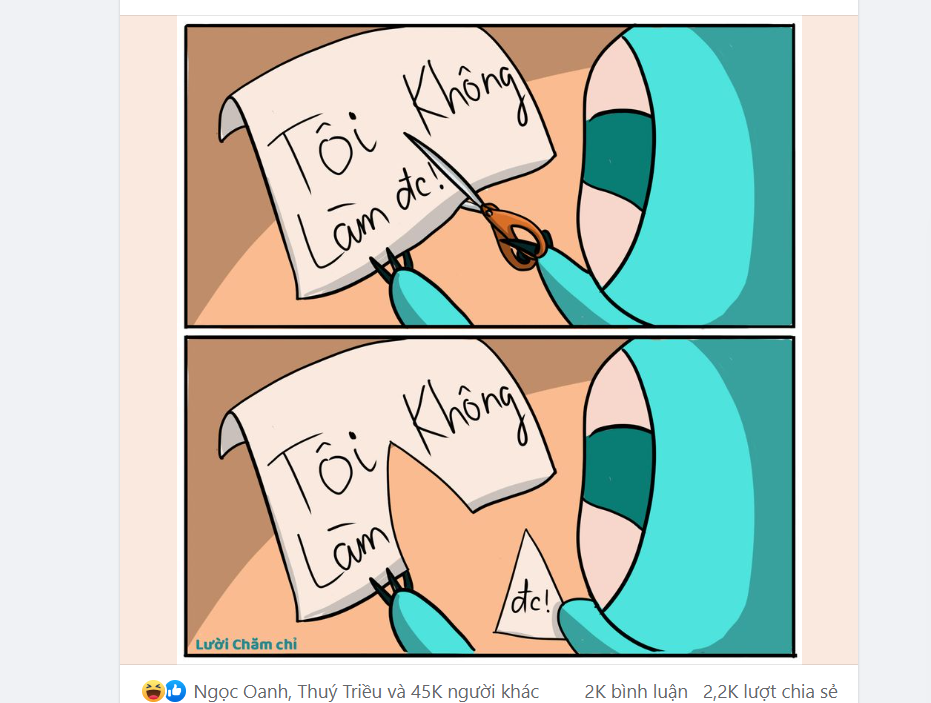 Tôi Không
Làm đc!
Tôi Không
Làm
đc!
Lười Chăm chỉ
Ngọc Oanh, Thuý Triều và 45K người khác 2K bình luận 2,2K lượt chia sẻ